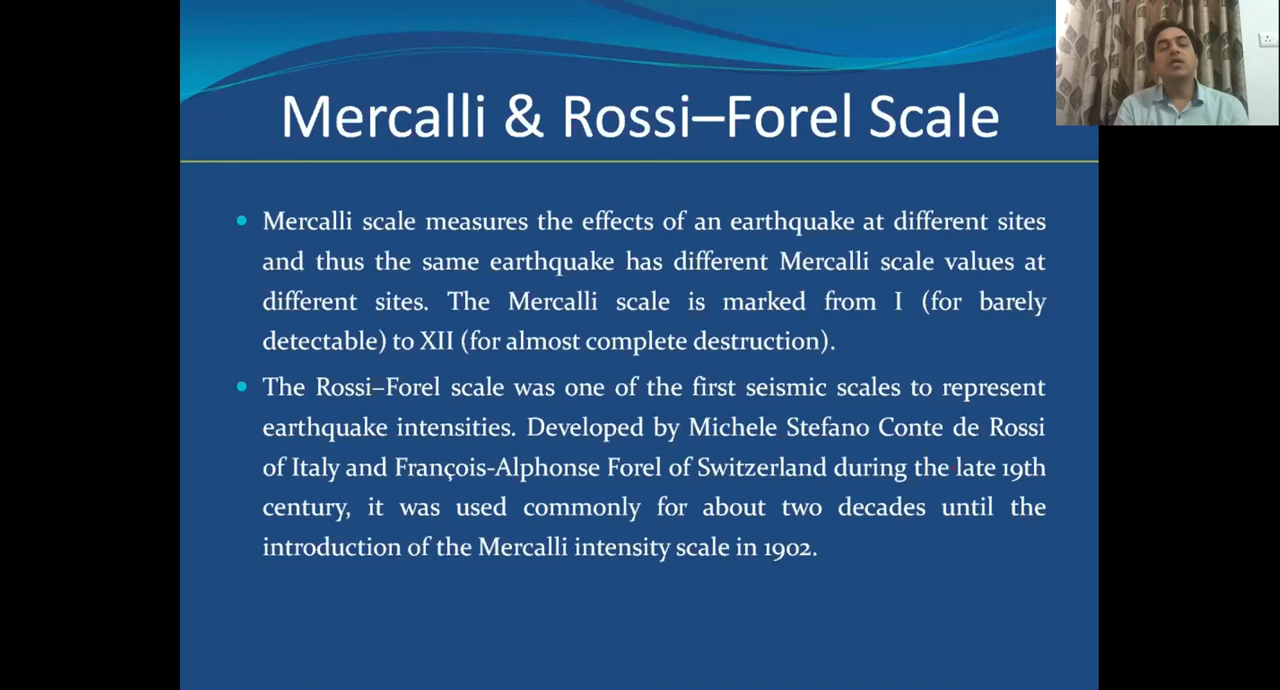 Mercalli & Rossi–Forel Scale
Mercalli scale measures the effects of an earthquake at different sites
and thus the same earthquake has different Mercalli scale values at
different sites. The Mercalli scale is marked from I (for barely
detectable) to XII (for almost complete destruction).
The Rossi–Forel scale was one of the first seismic scales to represent
earthquake intensities. Developed by Michele Stefano Conte de Rossi
of Italy and François-Alphonse Forel of Switzerland during the late 19th
century, it was used commonly for about two decades until the
introduction of the Mercalli intensity scale in 1902.